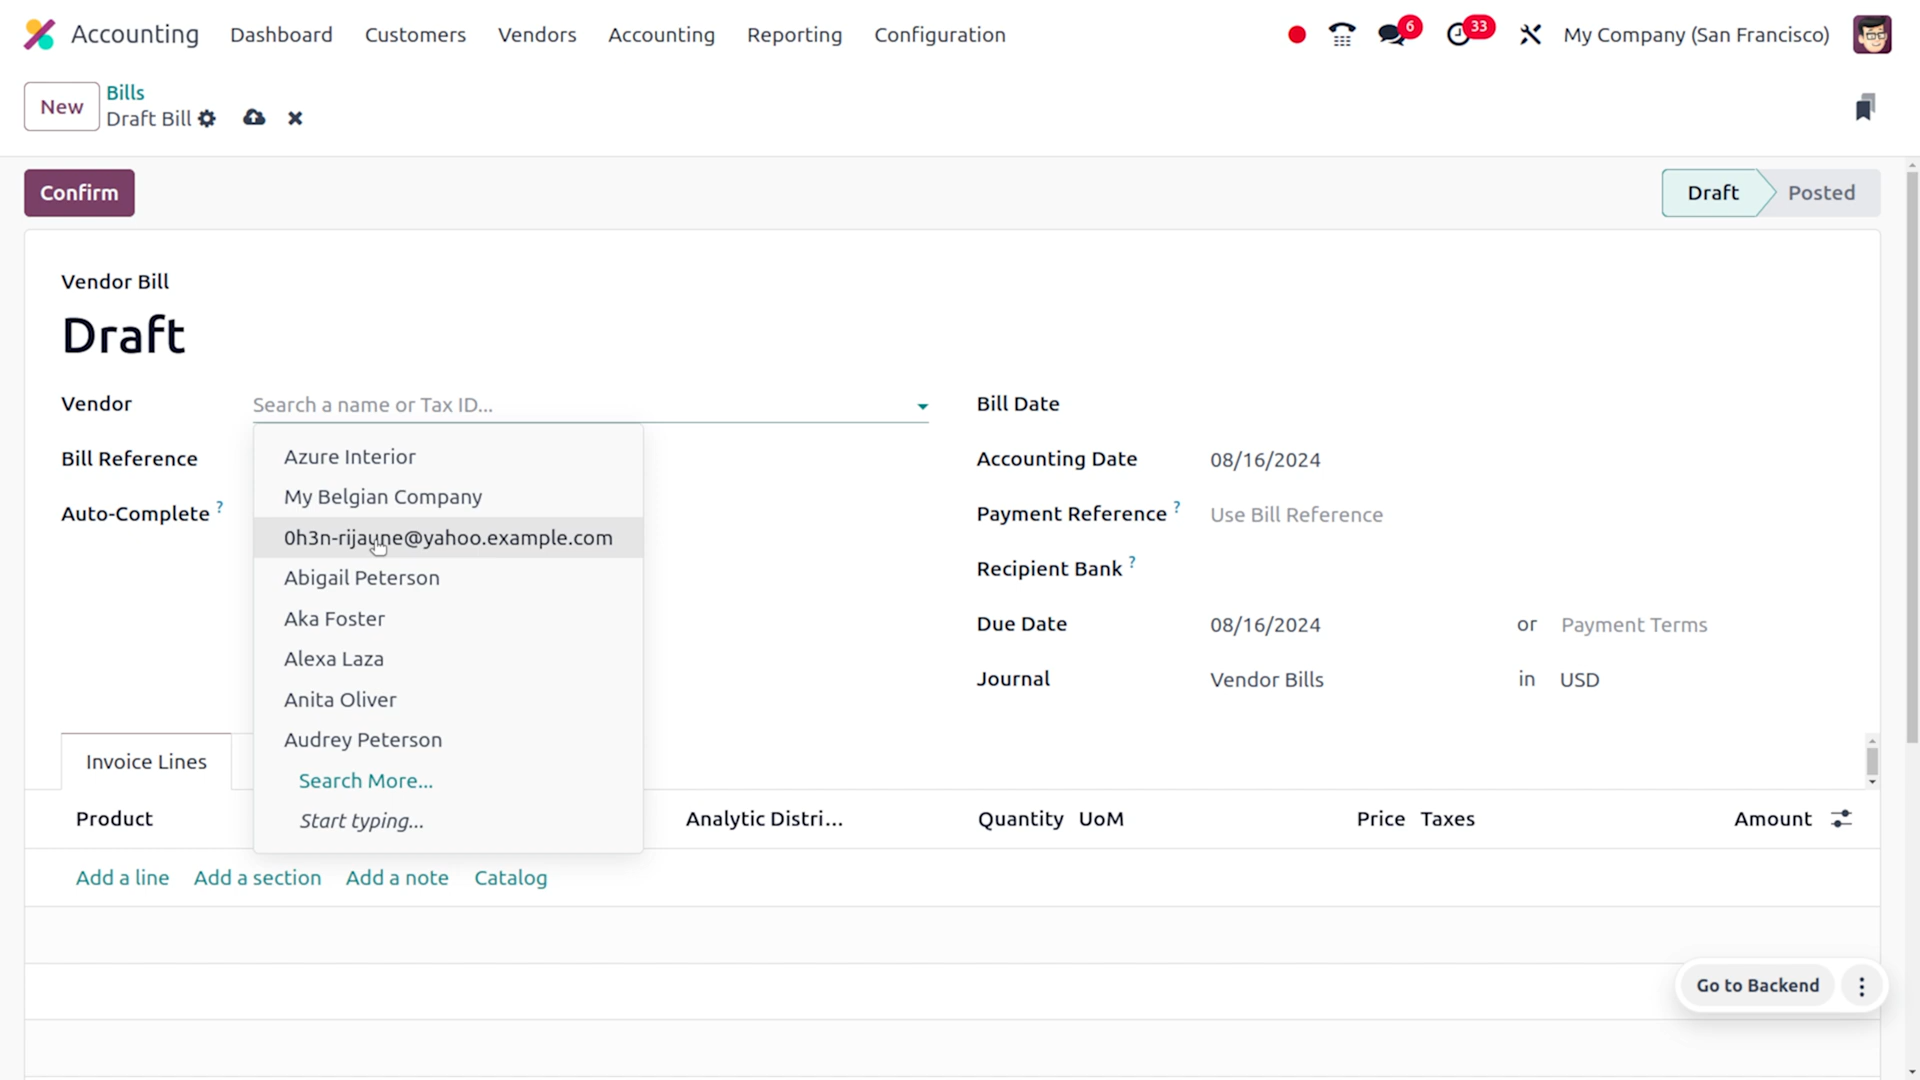 Accounting Dashboard Customers Vendors Accounting Reporting Configuration 6 33 My Company (San Francisco)
New Bills
Draft Bill
Confirm Draft Posted
Vendor Bill
Draft
Vendor Search a name or Tax ID... Bill Date
Bill Reference Accounting Date 08/16/2024
Auto-Complete ? Payment Reference ? Use Bill Reference
Recipient Bank ?
Due Date 08/16/2024 or Payment Terms
Journal Vendor Bills in USD
Azure Interior
My Belgian Company
0h3n-rijaune@yahoo.example.com
Abigail Peterson
Aka Foster
Alexa Laza
Anita Oliver
Audrey Peterson
Search More...
Start typing...
Invoice Lines
Product Analytic Distri... Quantity UoM Price Taxes Amount
Add a line Add a section Add a note Catalog
Go to Backend